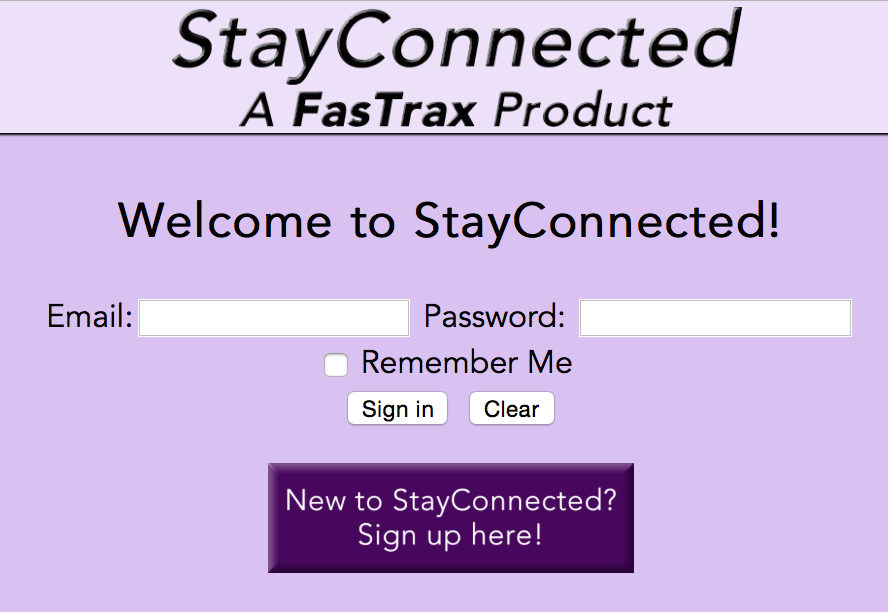 StayConnected
A FasTrax Product
Welcome to StayConnected!
Email: Password:
Remember Me
Sign in Clear
New to StayConnected?
Sign up here!